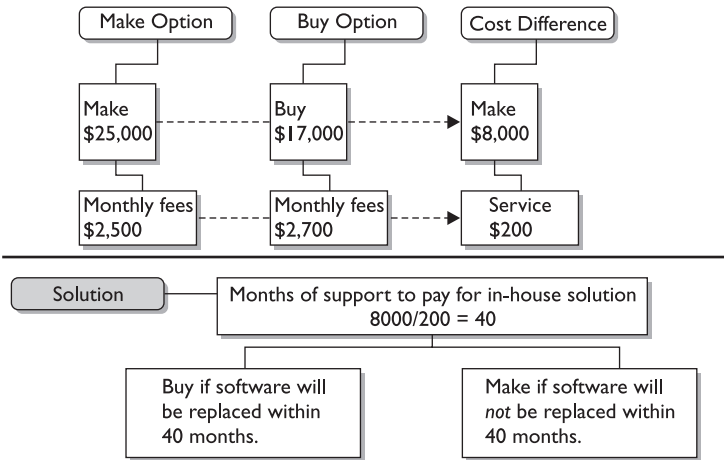 Make Option
Buy Option
Cost Difference
Make
$25,000
Buy
$17,000
Make
$8,000
Monthly fees
$2,500
Monthly fees
$2,700
Service
$200
Solution
Months of support to pay for in-house solution
8000/200 = 40
Buy if software will
be replaced within
40 months.
Make if software will
not be replaced within
40 months.